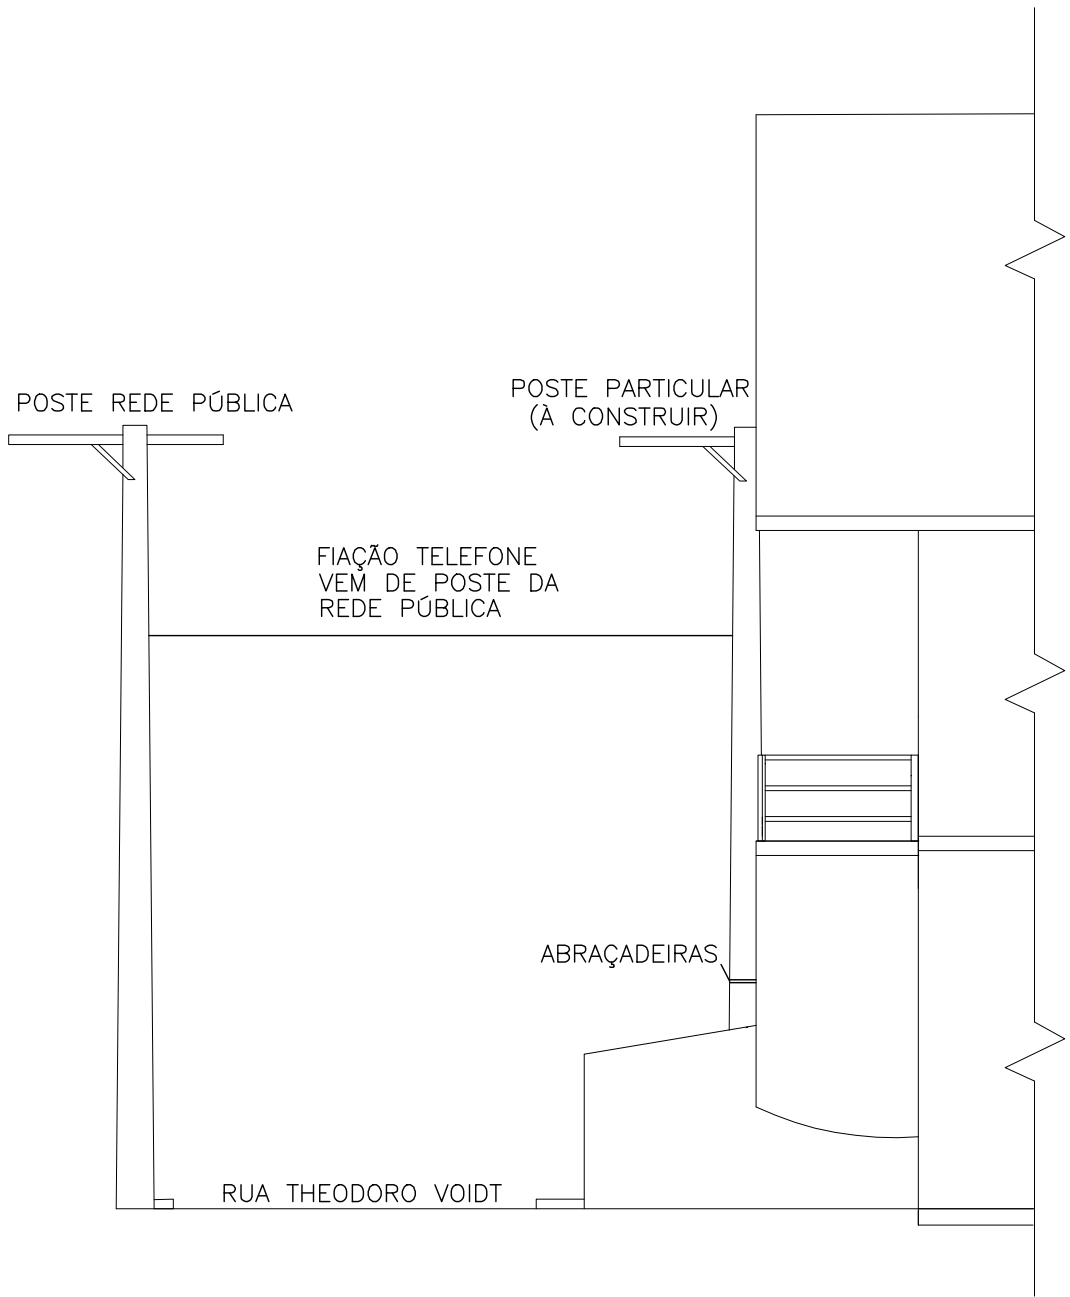 POSTE PARTICULAR
(À CONSTRUIR)
POSTE REDE PÚBLICA
FIAÇÃO TELEFONE
VEM DE POSTE DA
REDE PÚBLICA
ABRAÇADEIRAS
RUA THEODORO VOIDT